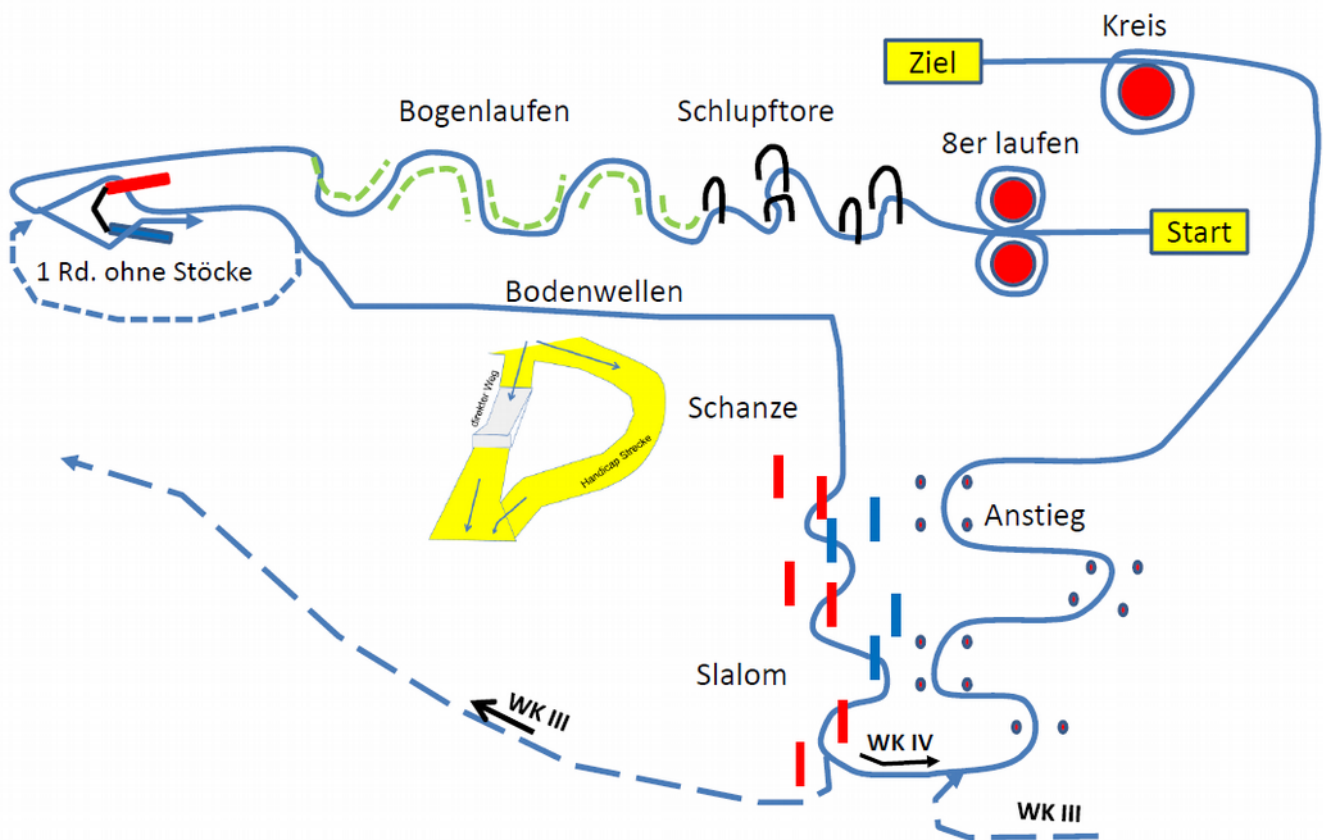 Kreis
Ziel
Bogenlaufen
Schlupftore
8er laufen
Start
1 Rd. ohne Stöcke
Bodenwellen
direkter Weg
Schanze
Handicap Strecke
Anstieg
Slalom
WK III
WK IV
WK III